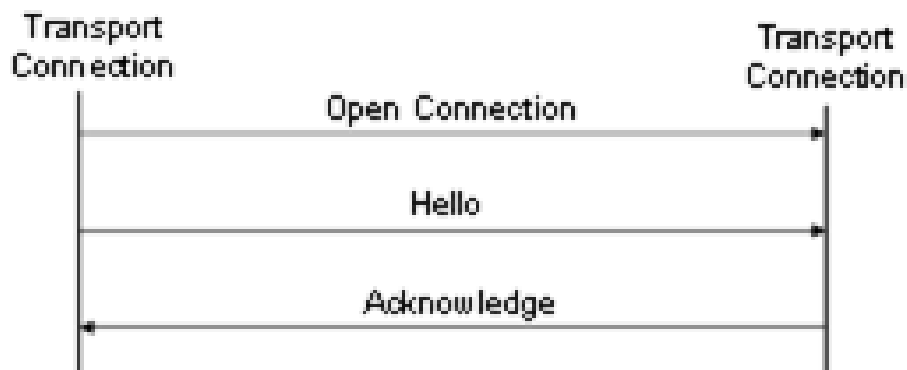 Transport
Connection
Transport
Connection
Open Connection
Hello
Acknowledge